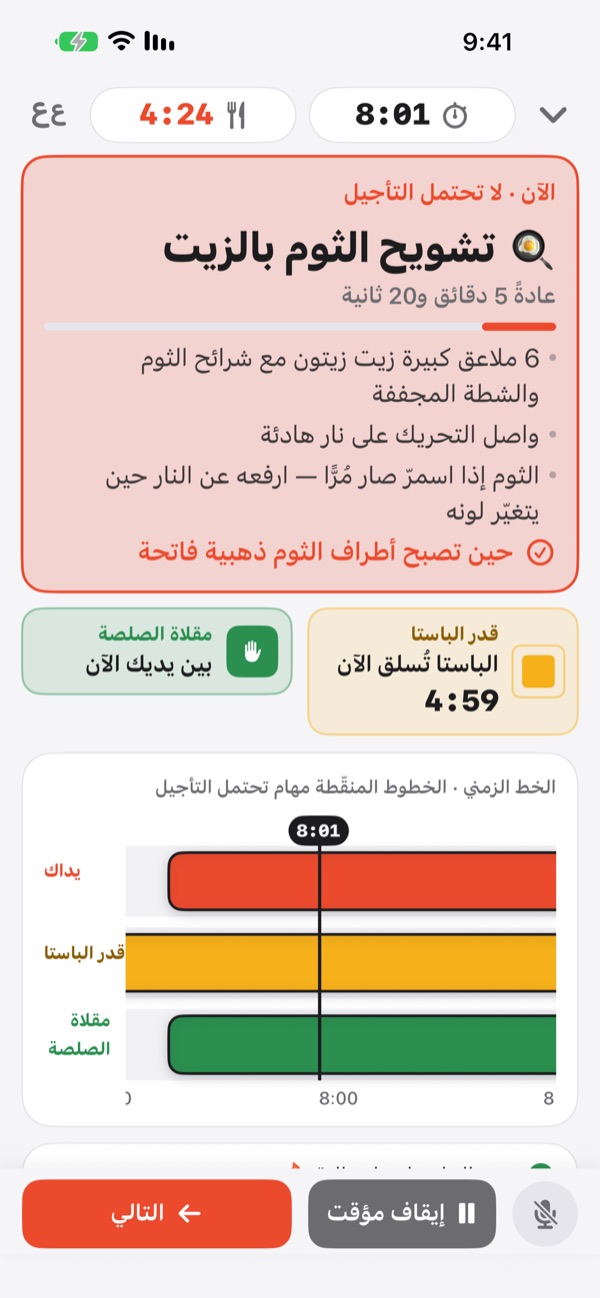 9:41
8:01
4:24
عع
الآن · لا تحتمل التأجيل
تشويح الثوم بالزيت
عادةً 5 دقائق و20 ثانية
• 6 ملاعق كبيرة زيت زيتون مع شرائح الثوم
والشطة المجففة
• واصل التحريك على نار هادئة
• الثوم إذا اسمرّ صار مُرًّا — ارفعه عن النار حين
يتغيّر لونه
حين تصبح أطراف الثوم ذهبية فاتحة
قدر الباستا
الباستا تُسلق الآن
4:59
مقلاة الصلصة
بين يديك الآن
الخط الزمني · الخطوط المنقّطة مهام تحتمل التأجيل
8:01
يداك
قدر الباستا
مقلاة
الصلصة
8:00
8
إيقاف مؤقت
التالي